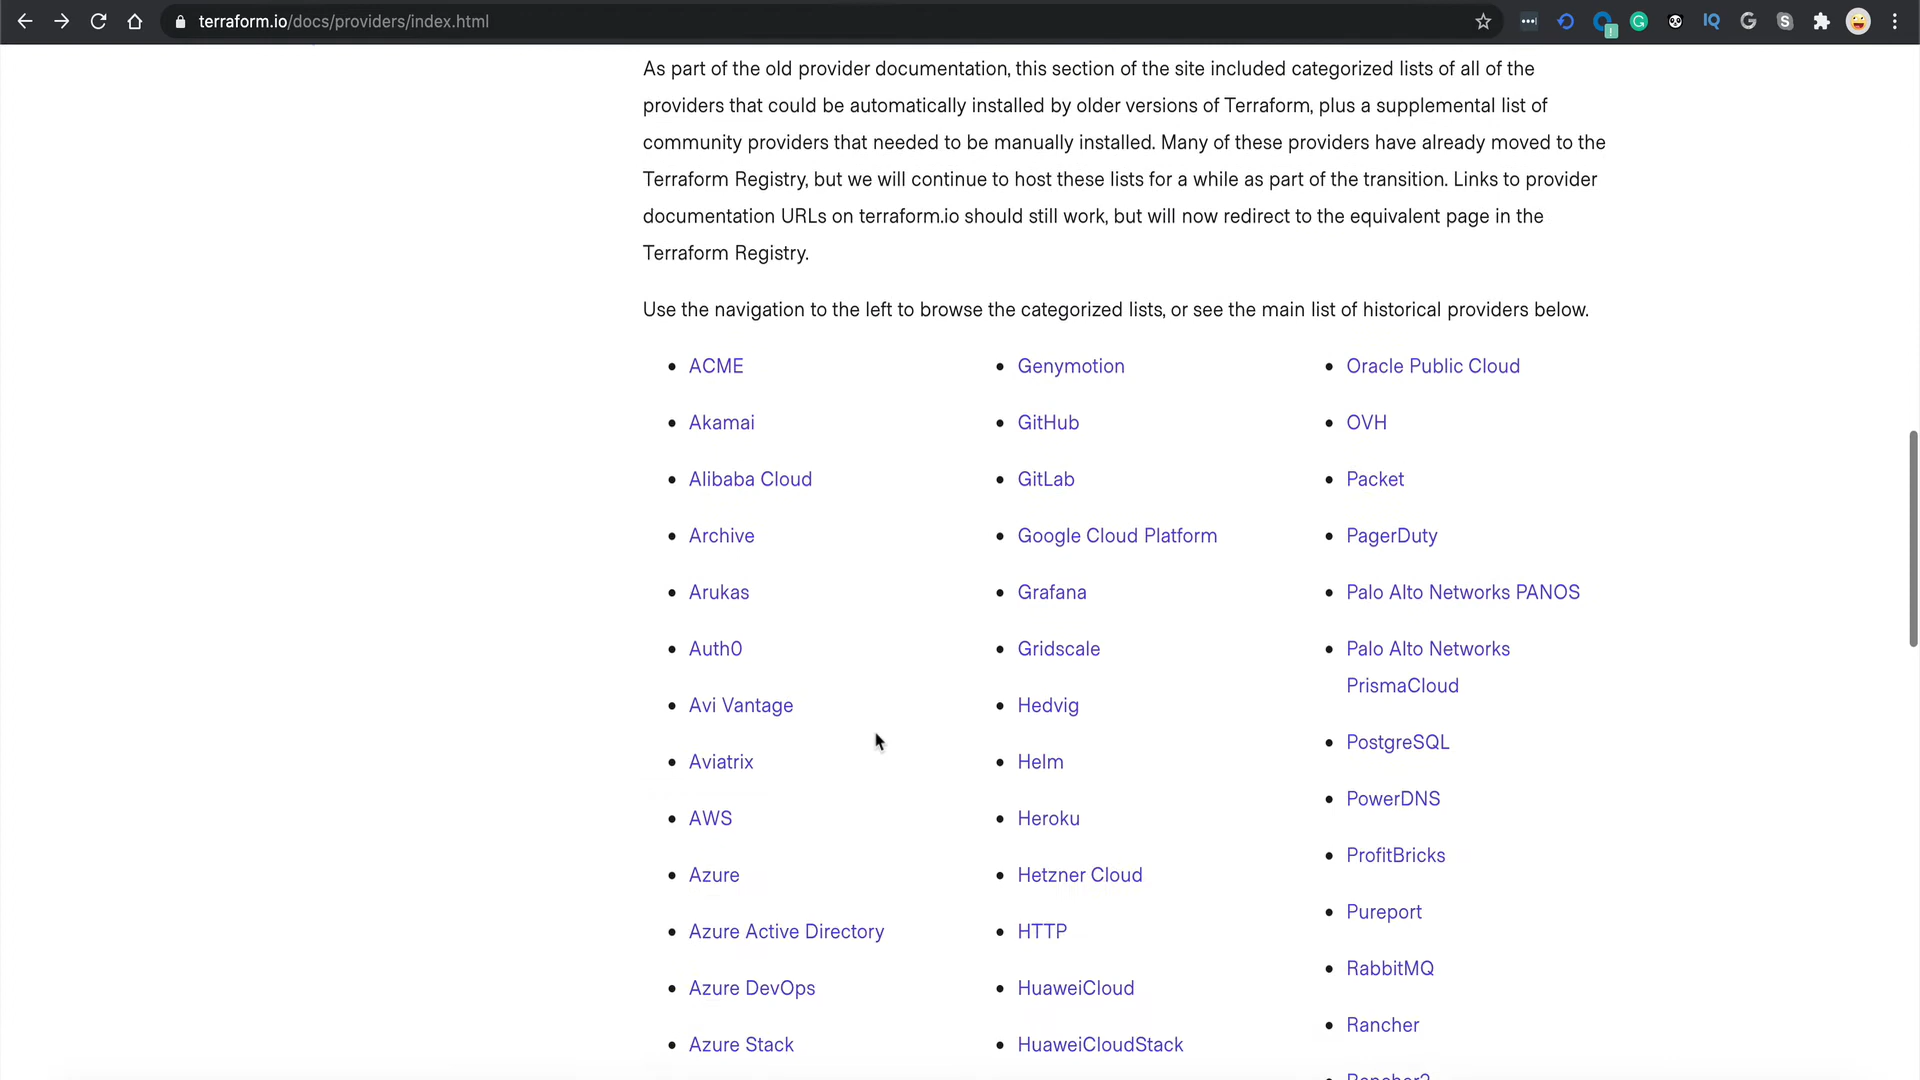 terraform.io/docs/providers/index.html
As part of the old provider documentation, this section of the site included categorized lists of all of the
providers that could be automatically installed by older versions of Terraform, plus a supplemental list of
community providers that needed to be manually installed. Many of these providers have already moved to the
Terraform Registry, but we will continue to host these lists for a while as part of the transition. Links to provider
documentation URLs on terraform.io should still work, but will now redirect to the equivalent page in the
Terraform Registry.
Use the navigation to the left to browse the categorized lists, or see the main list of historical providers below.
ACME
Akamai
Alibaba Cloud
Archive
Arukas
Auth0
Avi Vantage
Aviatrix
AWS
Azure
Azure Active Directory
Azure DevOps
Azure Stack
Genymotion
GitHub
GitLab
Google Cloud Platform
Grafana
Gridscale
Hedvig
Helm
Heroku
Hetzner Cloud
HTTP
HuaweiCloud
HuaweiCloudStack
Oracle Public Cloud
OVH
Packet
PagerDuty
Palo Alto Networks PANOS
Palo Alto Networks
PrismaCloud
PostgreSQL
PowerDNS
ProfitBricks
Pureport
RabbitMQ
Rancher